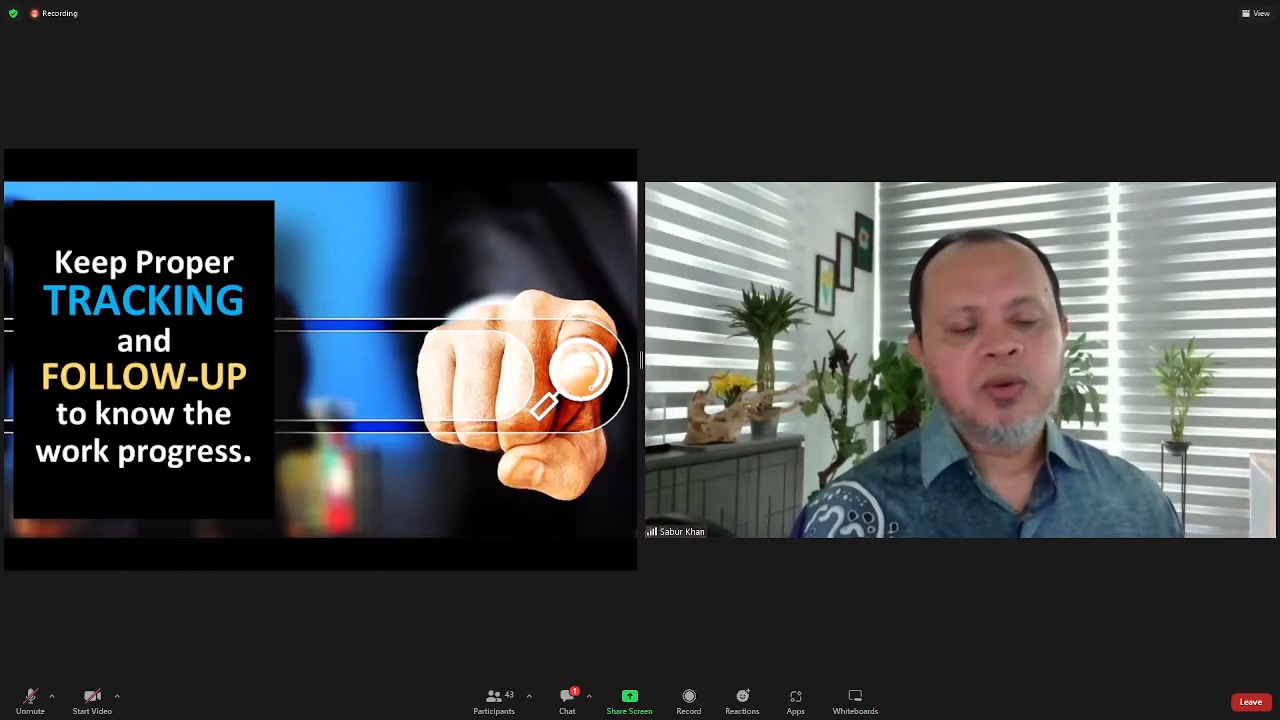 Recording
View
Keep Proper
TRACKING
and
FOLLOW-UP
to know the
work progress.
Sabur Khan
Unmute
Start Video
Participants
43
Chat
1
Share Screen
Record
Reactions
Apps
Whiteboards
Leave